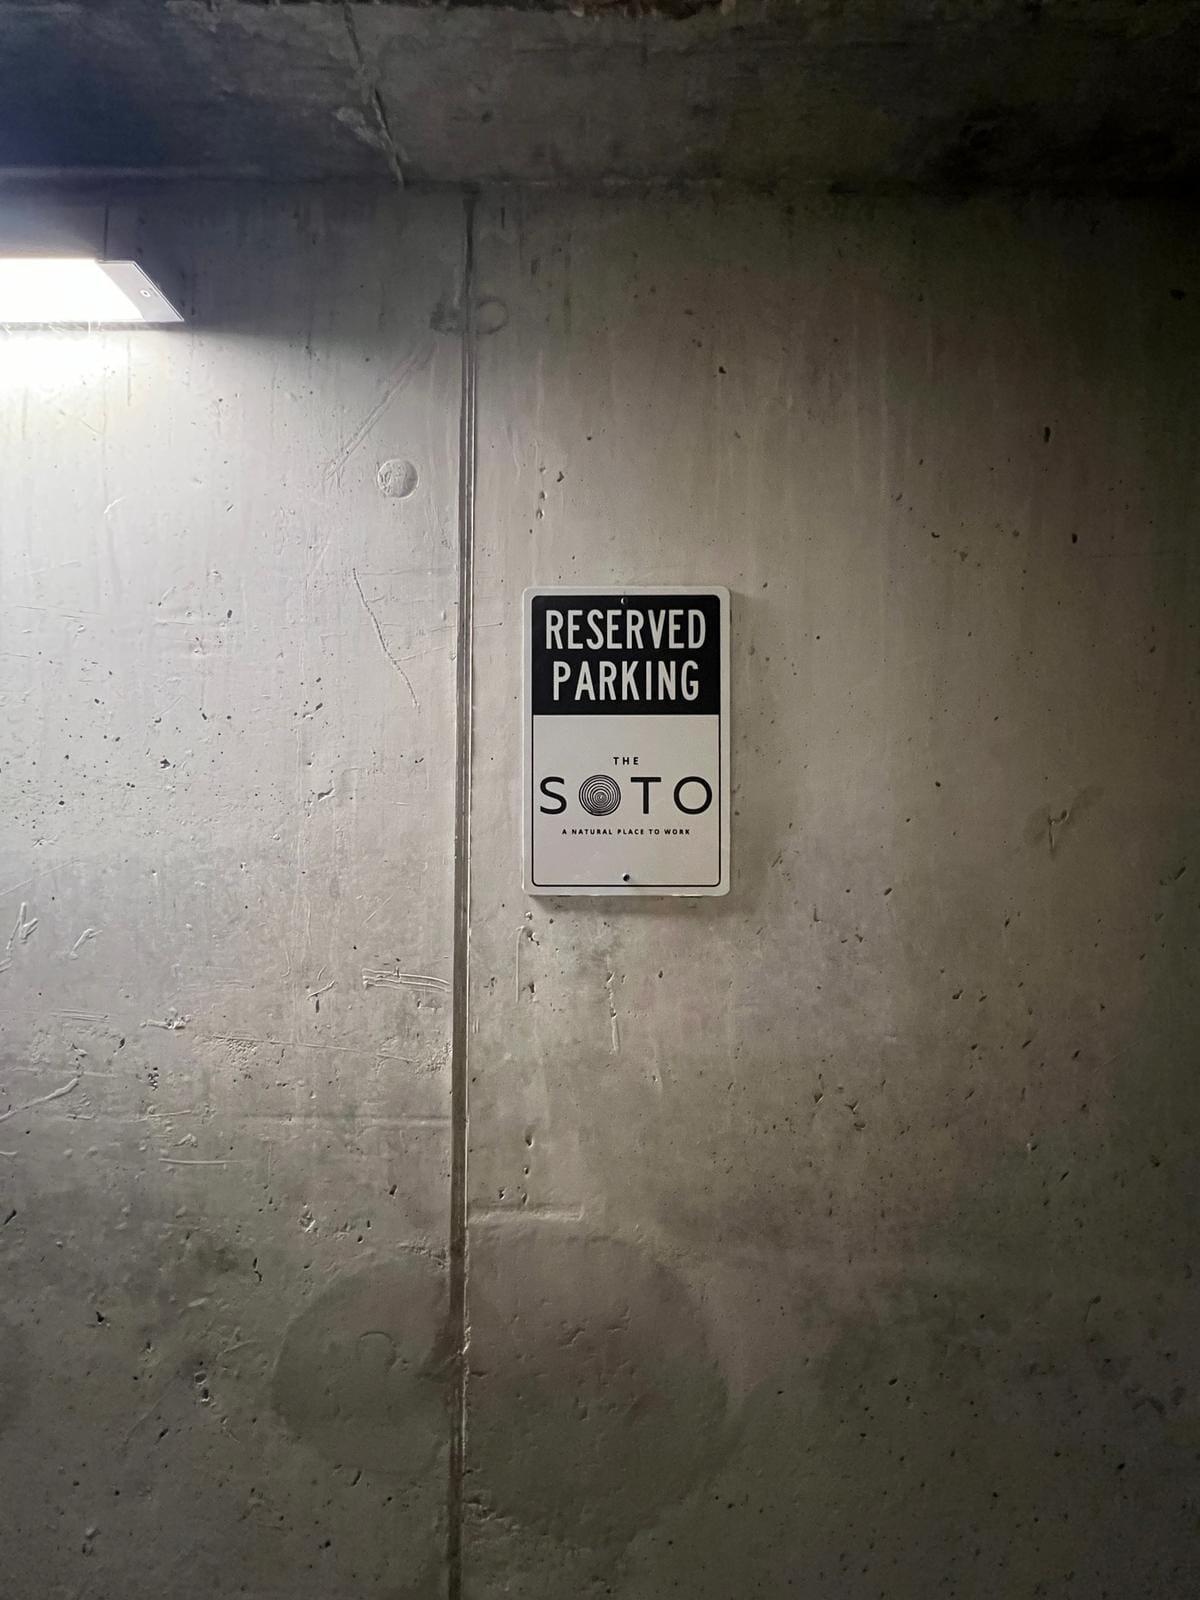 RESERVED
PARKING
THE
SOTO
A NATURAL PLACE TO WORK